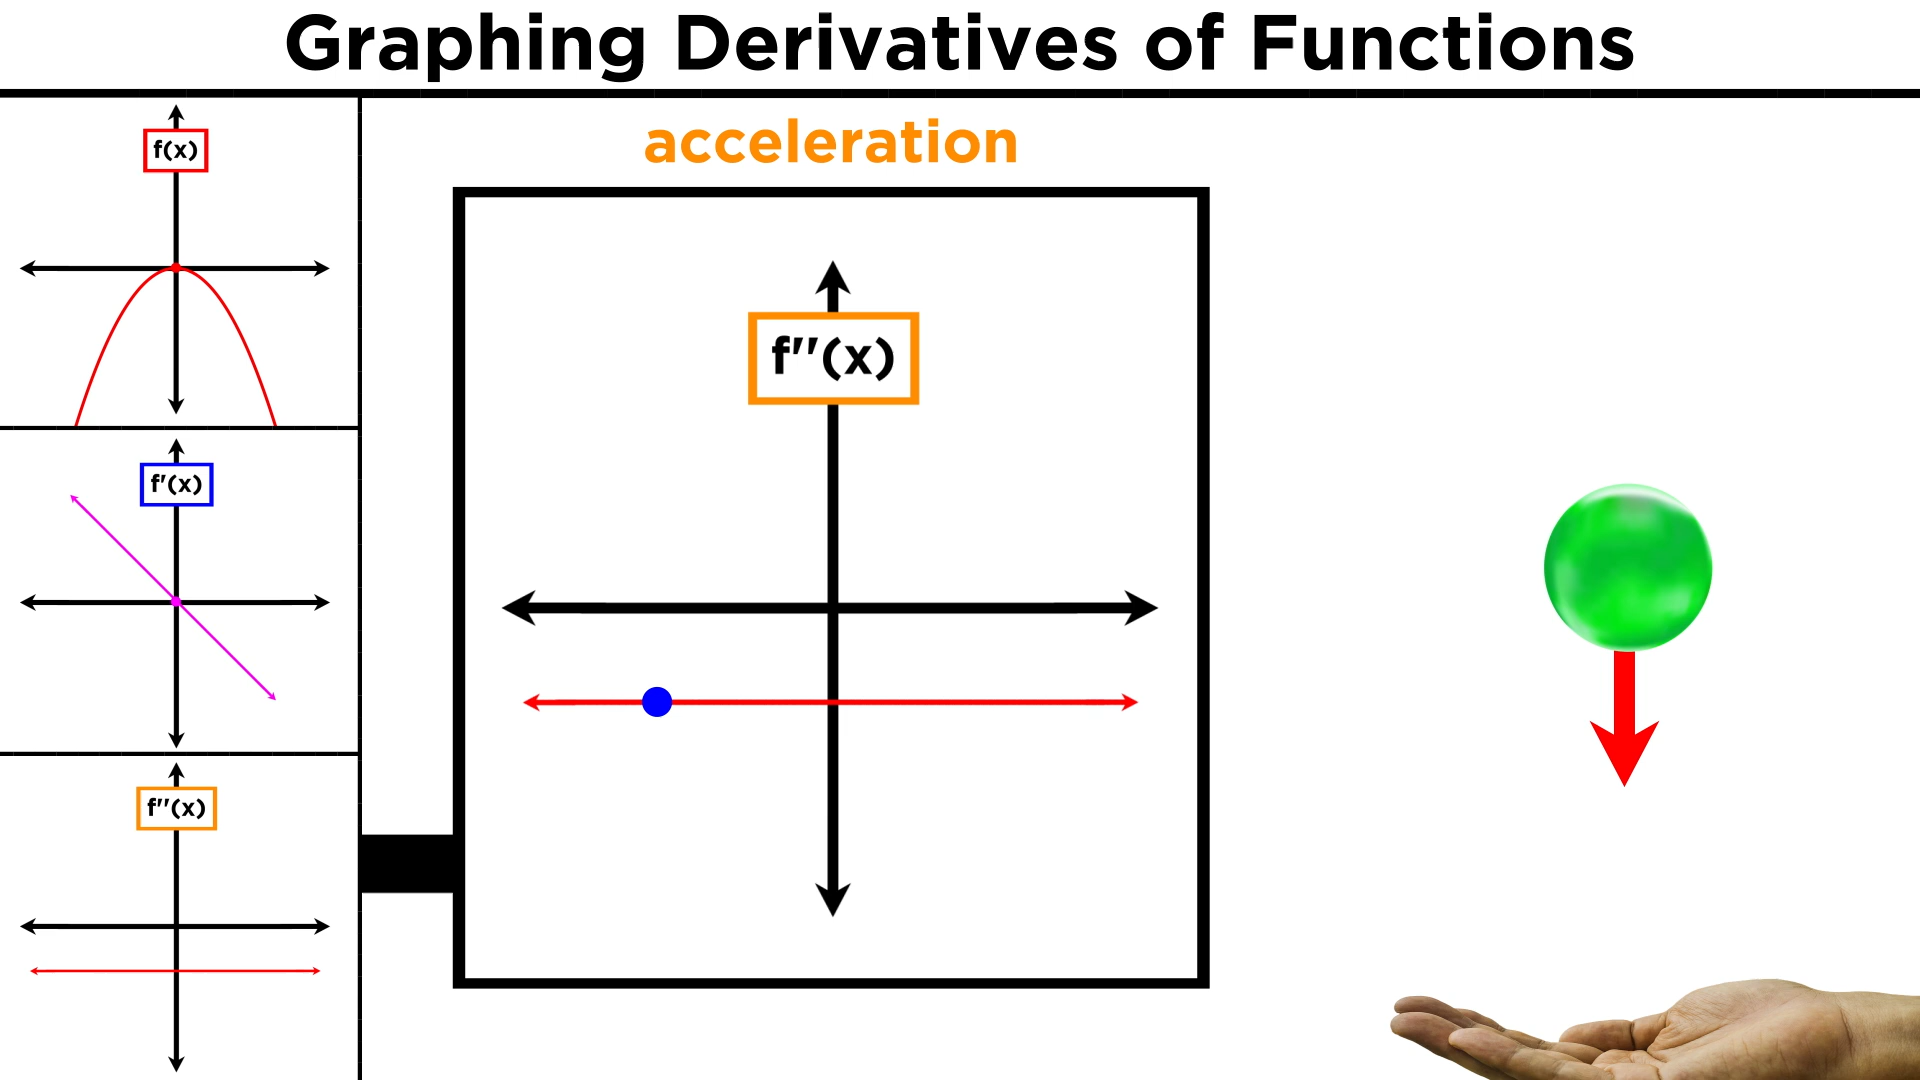 Graphing Derivatives of Functions
f(x)
f'(x)
f''(x)
acceleration
f''(x)